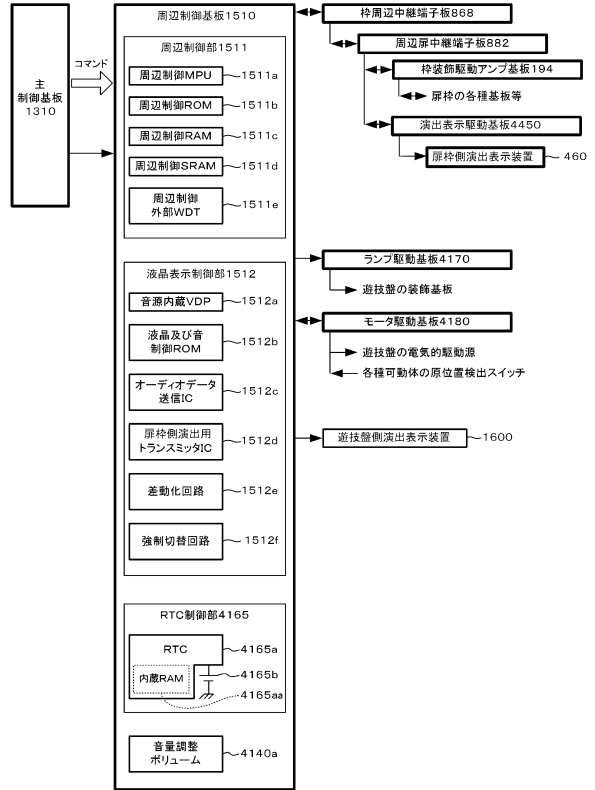 主
制御基板
1310
コマンド
周辺制御基板1510
周辺制御部1511
周辺制御MPU
1511a
周辺制御ROM
1511b
周辺制御RAM
1511c
周辺制御SRAM
1511d
周辺制御
外部WDT
1511e
液晶表示制御部1512
音源内蔵VDP
1512a
液晶及び音
制御ROM
1512b
オーディオデータ
送信IC
1512c
扉枠側演出用
トランスミッタIC
1512d
差動化回路
1512e
強制切替回路
1512f
RTC制御部4165
RTC
4165a
内蔵RAM
4165b
4165aa
音量調整
ボリューム
4140a
枠周辺中継端子板868
周辺扉中継端子板882
枠装飾駆動アンプ基板194
扉枠の各種基板等
演出表示駆動基板4450
扉枠側演出表示装置
460
ランプ駆動基板4170
遊技盤の装飾基板
モータ駆動基板4180
遊技盤の電気的駆動源
各種可動体の原位置検出スイッチ
遊技盤側演出表示装置
1600